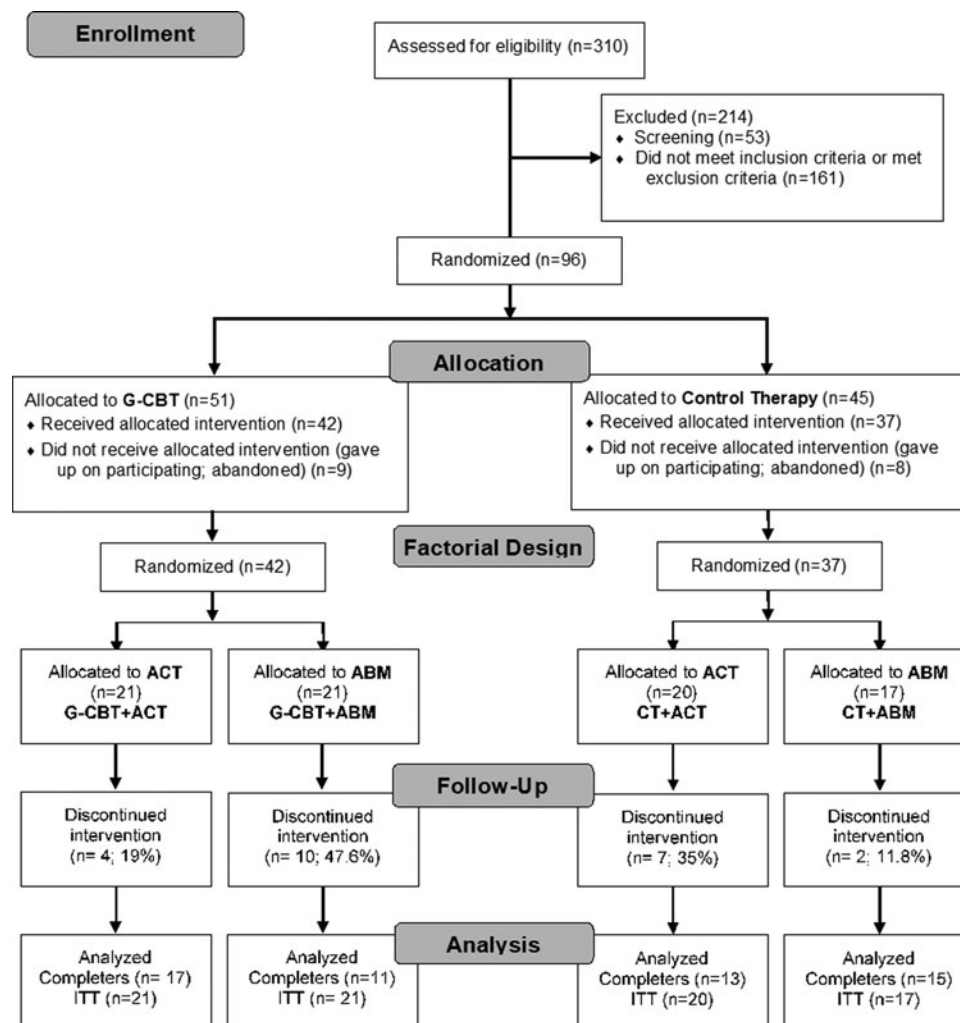 Enrollment
Assessed for eligibility (n=310)
Excluded (n=214)
♦ Screening (n=53)
♦ Did not meet inclusion criteria or met
exclusion criteria (n=161)
Randomized (n=96)
Allocation
Allocated to G-CBT (n=51)
♦ Received allocated intervention (n=42)
♦ Did not receive allocated intervention (gave
up on participating; abandoned) (n=9)
Allocated to Control Therapy (n=45)
♦ Received allocated intervention (n=37)
♦ Did not receive allocated intervention (gave
up on participating; abandoned) (n=8)
Factorial Design
Randomized (n=42)
Randomized (n=37)
Allocated to ACT
(n=21)
G-CBT+ACT
Allocated to ABM
(n=21)
G-CBT+ABM
Allocated to ACT
(n=20)
CT+ACT
Allocated to ABM
(n=17)
CT+ABM
Follow-Up
Discontinued
intervention
(n= 4; 19%)
Discontinued
intervention
(n= 10; 47.6%)
Discontinued
intervention
(n= 7; 35%)
Discontinued
intervention
(n= 2; 11.8%)
Analysis
Analyzed
Completers (n= 17)
ITT (n=21)
Analyzed
Completers (n=11)
ITT (n= 21)
Analyzed
Completers (n=13)
ITT (n=20)
Analyzed
Completers (n=15)
ITT (n=17)